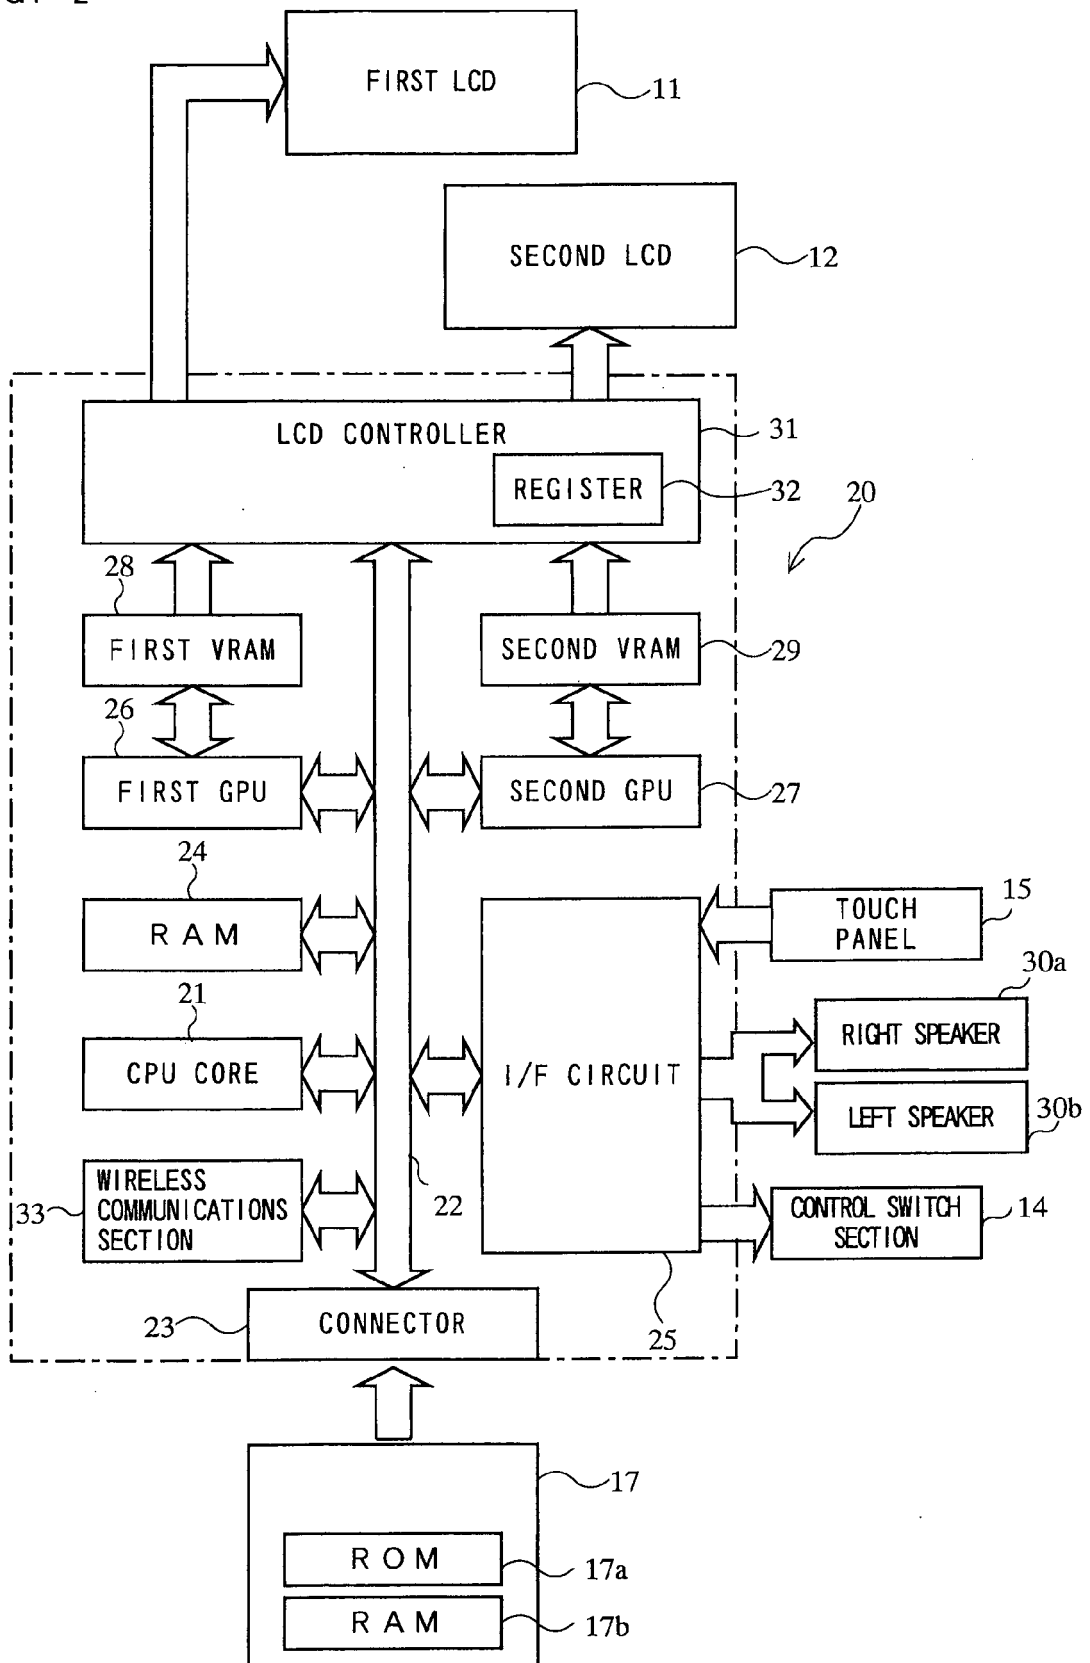 FIRST LCD
11
SECOND LCD
12
LCD CONTROLLER
31
REGISTER
32
20
28
FIRST VRAM
SECOND VRAM
29
26
FIRST GPU
SECOND GPU
27
24
RAM
15
TOUCH
PANEL
30a
21
RIGHT SPEAKER
CPU CORE
I/F CIRCUIT
LEFT SPEAKER
30b
WIRELESS
COMMUNICATIONS
SECTION
33
22
CONTROL SWITCH
SECTION
14
23
CONNECTOR
25
17
ROM
17a
RAM
17b